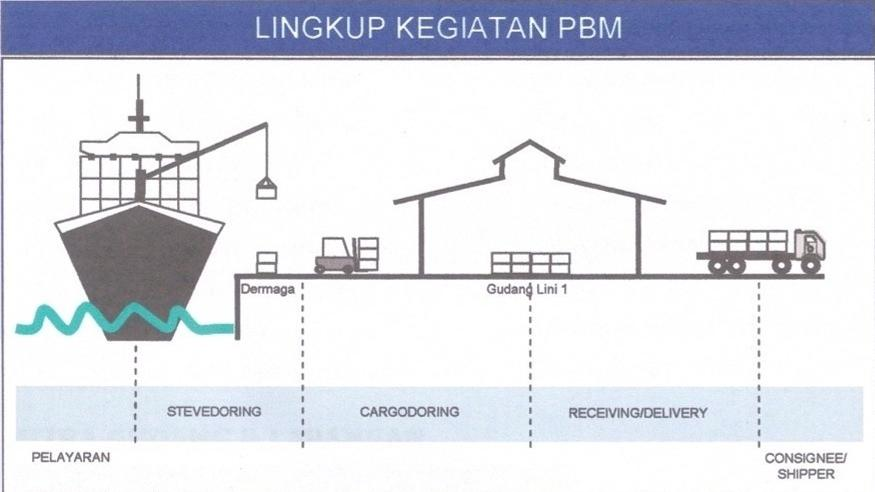 LINGKUP KEGIATAN PBM
Dermaga
Gudang Lini 1
STEVEDORING
CARGODORING
RECEIVING/DELIVERY
PELAYARAN
CONSIGNEE/
SHIPPER